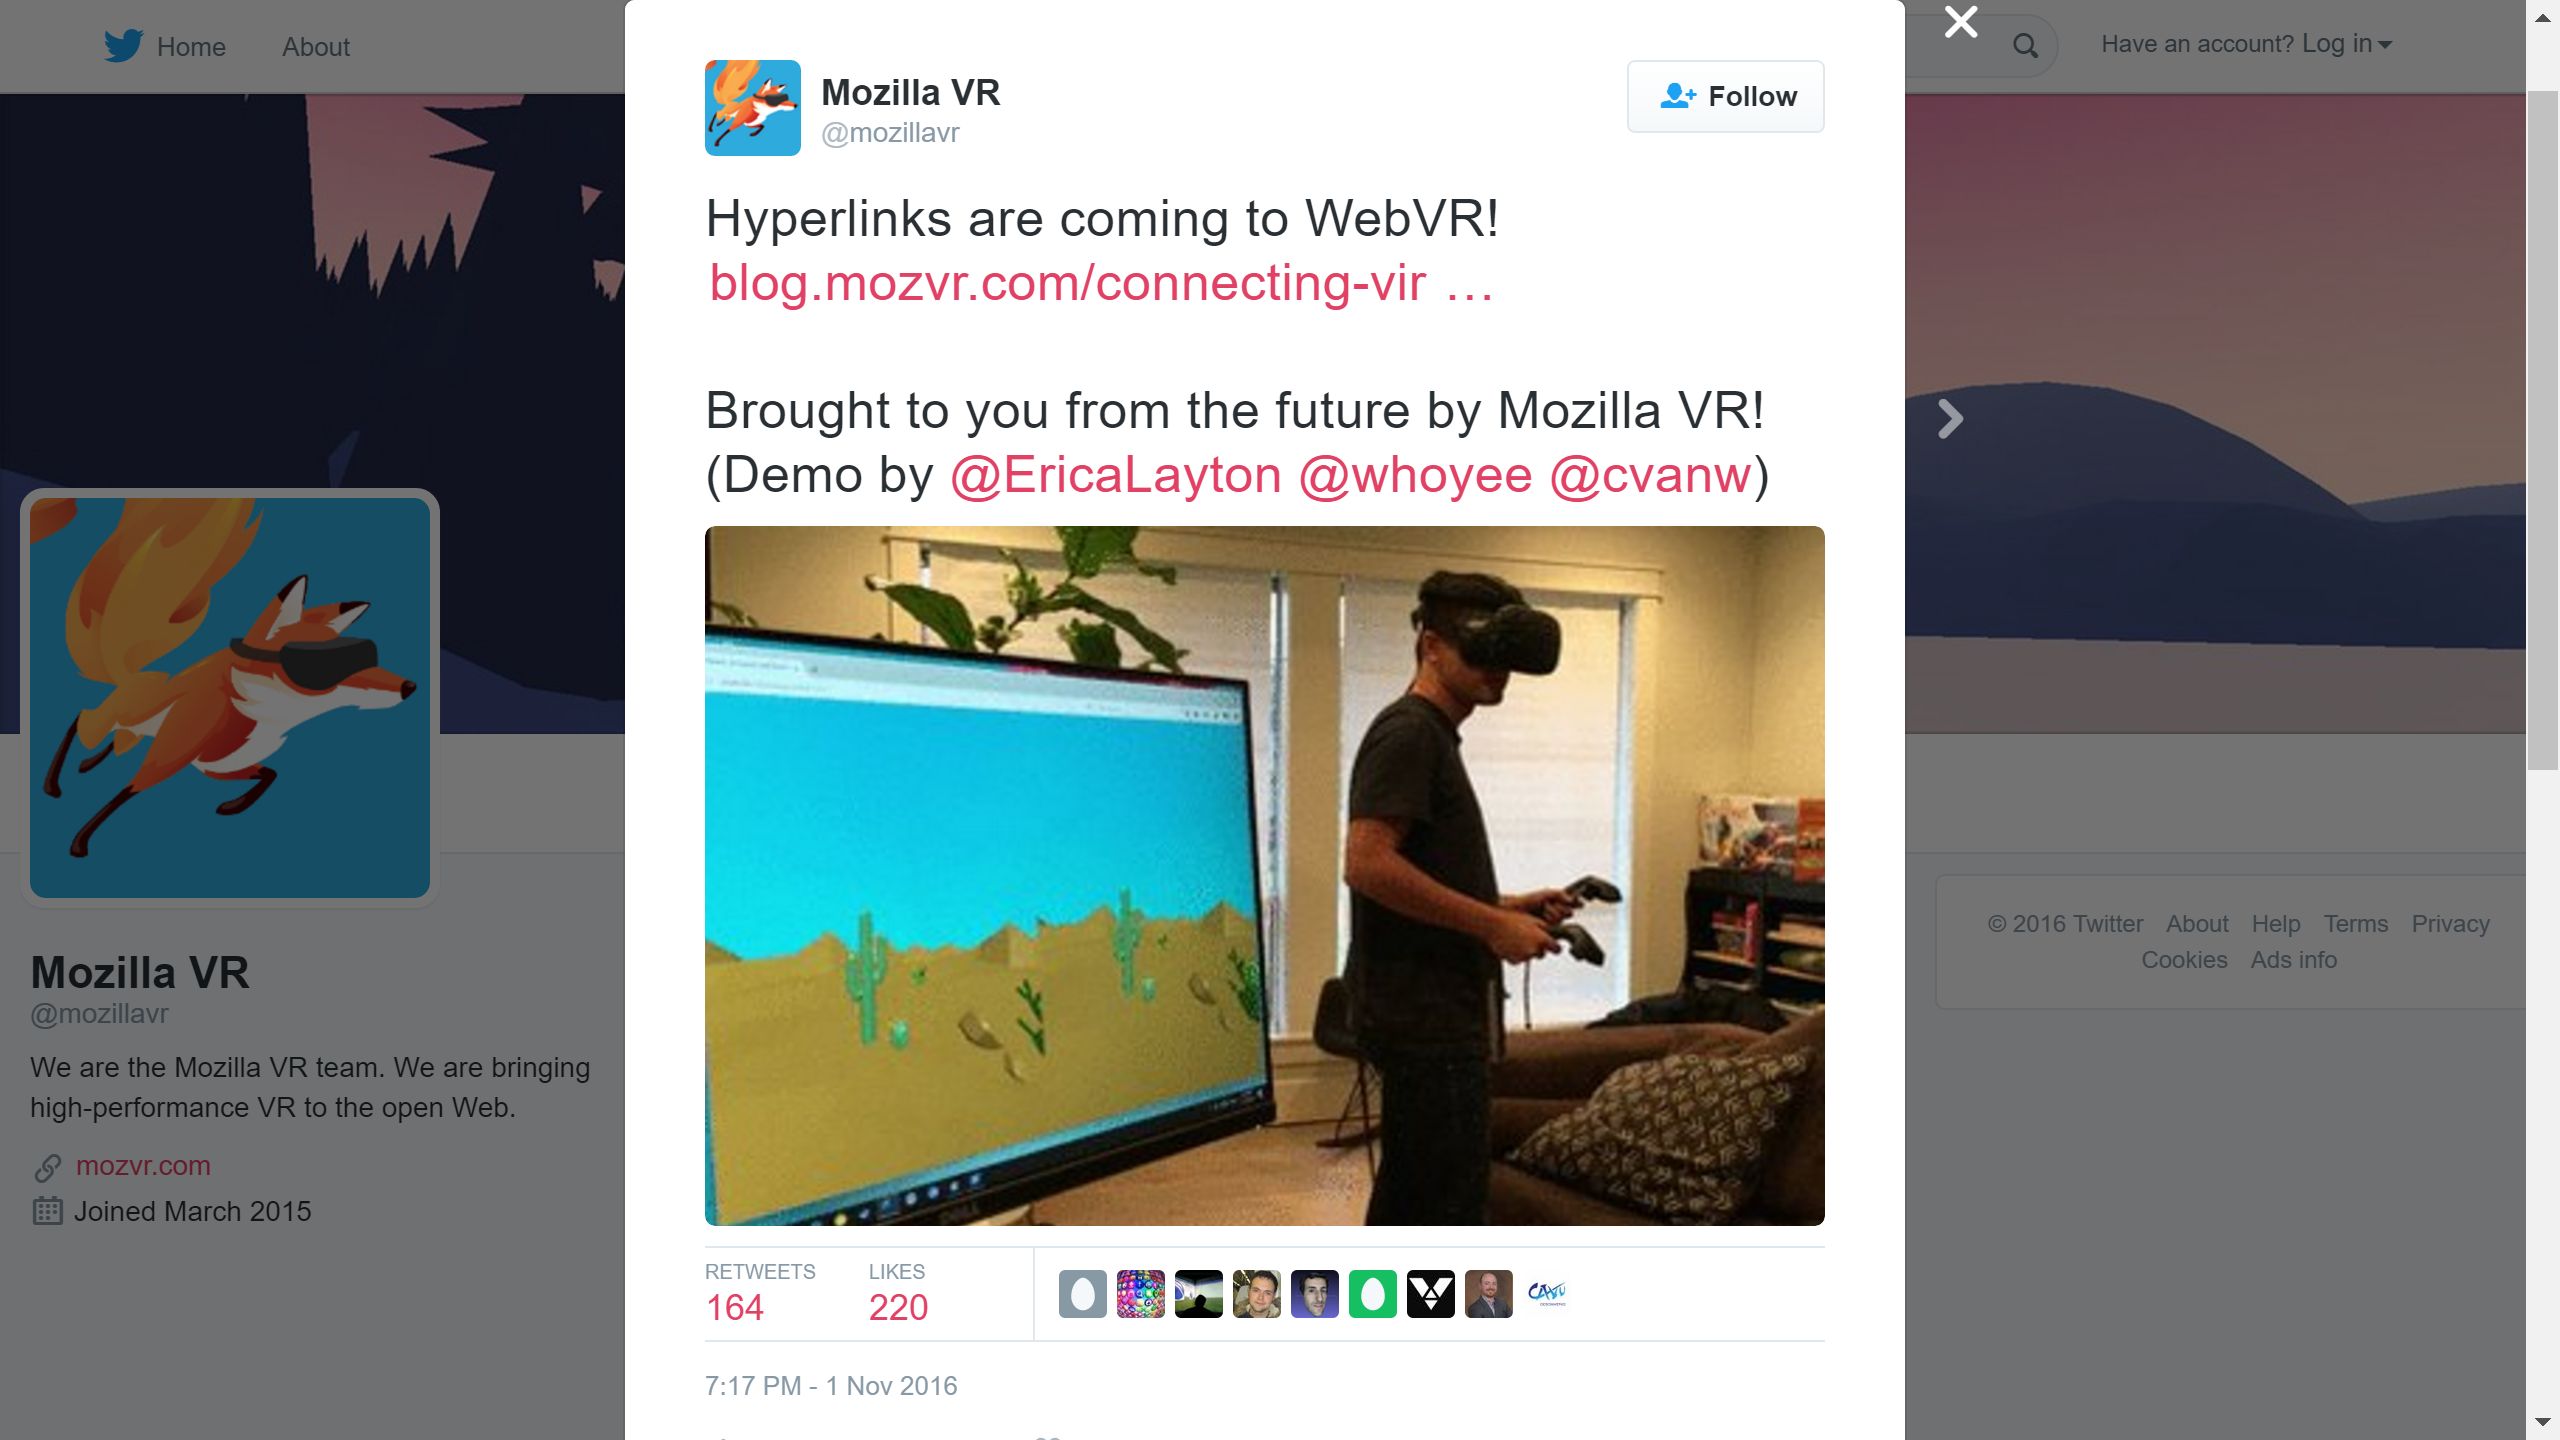 Home About
Have an account? Log in
Mozilla VR
@mozillavr
Follow
Hyperlinks are coming to WebVR!
blog.mozvr.com/connecting-vir …
Brought to you from the future by Mozilla VR!
(Demo by @EricaLayton @whoyee @cvanw)
RETWEETS LIKES
164 220
7:17 PM - 1 Nov 2016
Mozilla VR
@mozillavr
We are the Mozilla VR team. We are bringing
high-performance VR to the open Web.
mozvr.com
Joined March 2015
© 2016 Twitter About Help Terms Privacy
Cookies Ads info